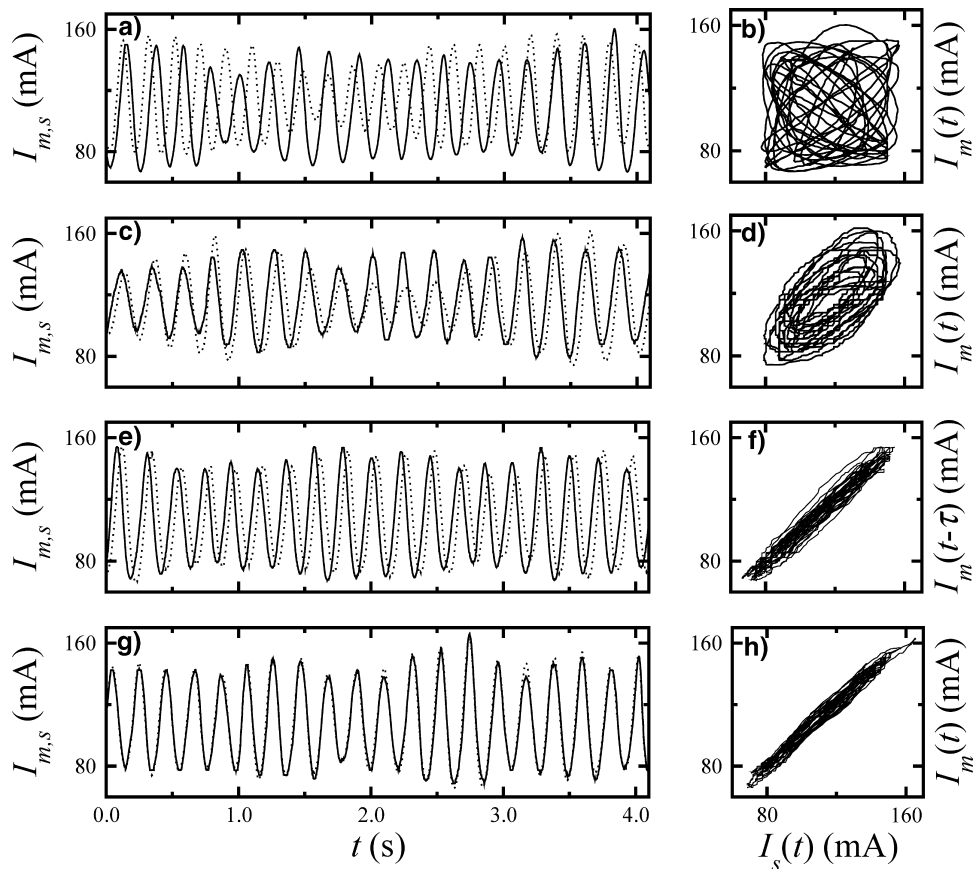 a)
160
80
I_{m,s} (mA)
b)
160
80
I_m(t) (mA)
c)
160
80
I_{m,s} (mA)
d)
160
80
I_m(t) (mA)
e)
160
80
I_{m,s} (mA)
f)
160
80
I_m(t-τ) (mA)
g)
160
80
I_{m,s} (mA)
0.0 1.0 2.0 3.0 4.0
t (s)
h)
160
80
I_m(t) (mA)
80 160
I_s(t) (mA)